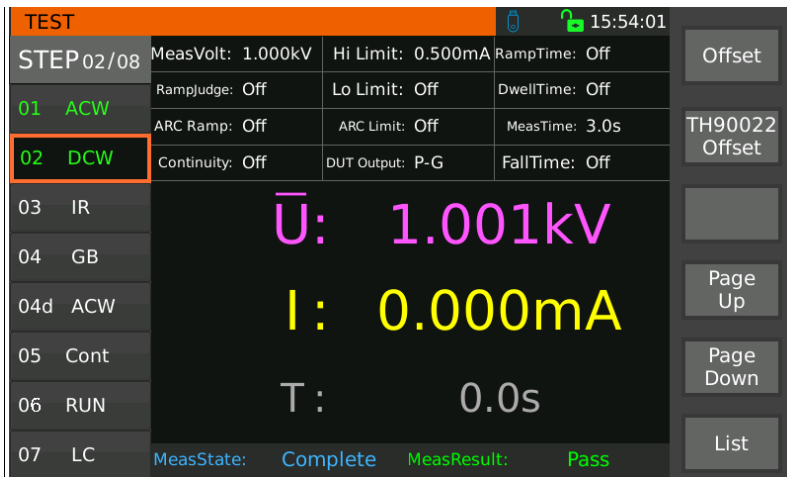 TEST 15:54:01
STEP 02/08
01 ACW
02 DCW
03 IR
04 GB
04d ACW
05 Cont
06 RUN
07 LC
MeasVolt: 1.000kV Hi Limit: 0.500mA RampTime: Off
RampJudge: Off Lo Limit: Off DwellTime: Off
ARC Ramp: Off ARC Limit: Off MeasTime: 3.0s
Continuity: Off DUT Output: P-G FallTime: Off
U: 1.001kV
I : 0.000mA
T : 0.0s
MeasState: Complete MeasResult: Pass
Offset
TH90022
Offset
Page
Up
Page
Down
List